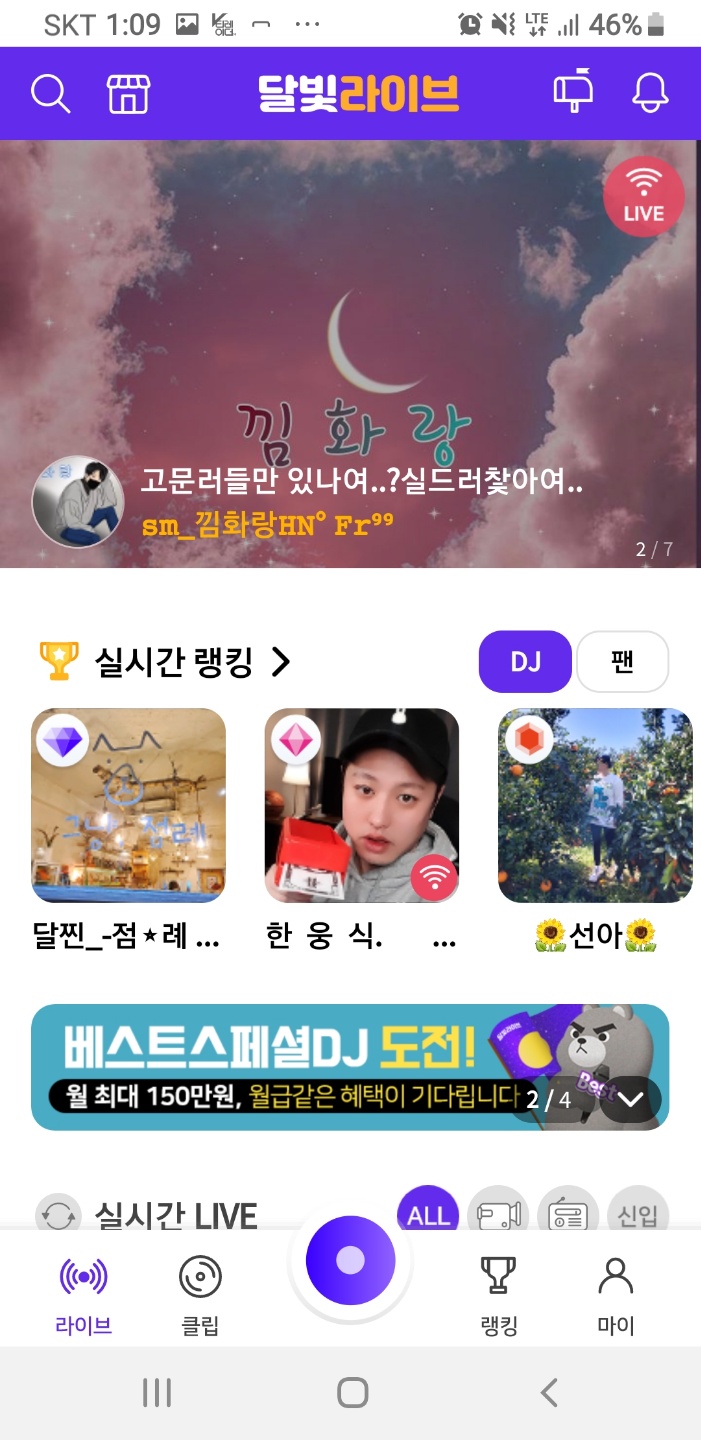 SKT 1:09 ... LTE 46%
달빛라이브
LIVE
낌화랑
고문러들만 있나여..?실드러찿아여..
sm_낌화랑HN° Fr⁹⁹
2 / 7
실시간 랭킹
DJ
팬
그냥, 점례
달찐_-점⋆례 ...
한 웅 식. ...
🌻선아🌻
베스트스페셜DJ 도전!
월 최대 150만원, 월급같은 혜택이 기다립니다
Best
2 / 4
실시간 LIVE
ALL
신입
라이브
클립
랭킹
마이